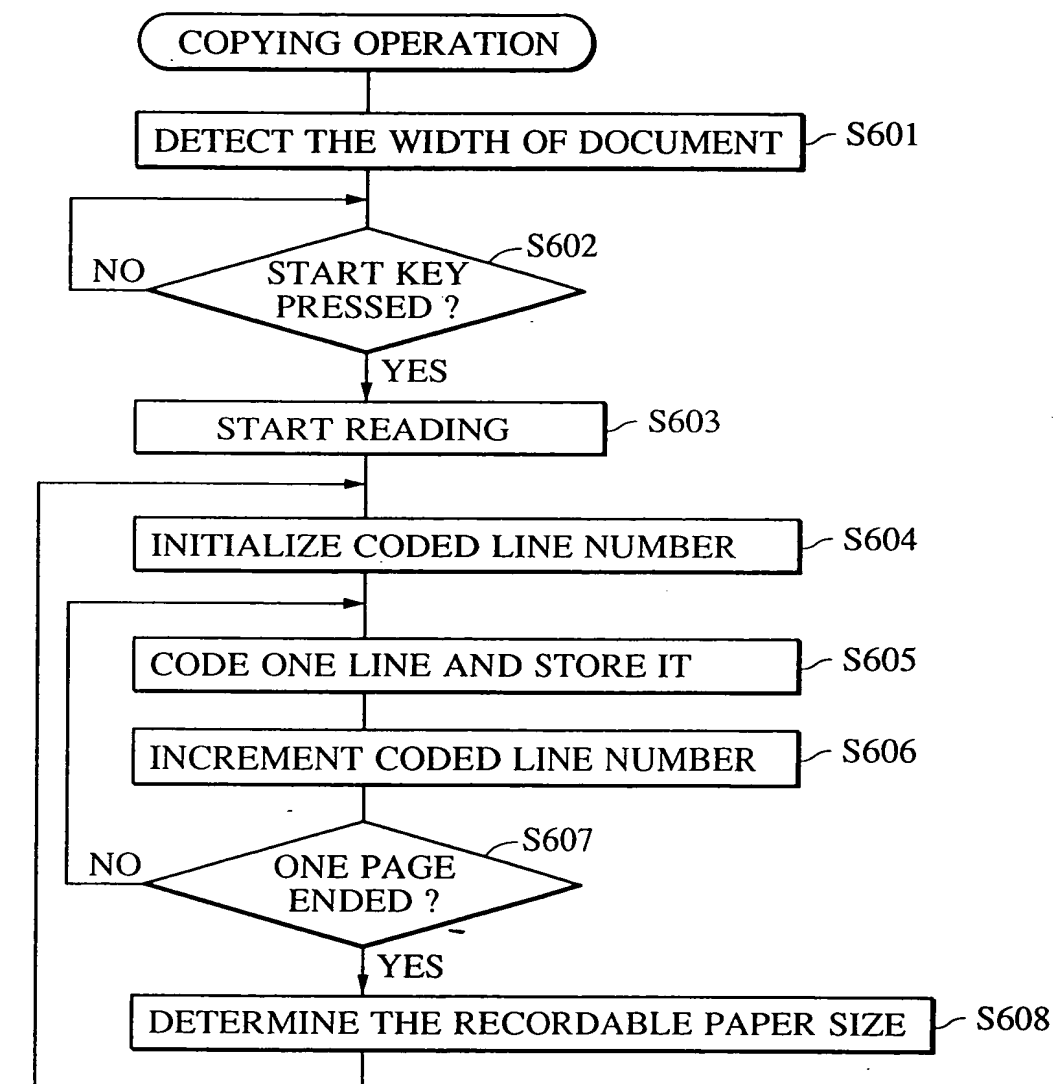 COPYING OPERATION
DETECT THE WIDTH OF DOCUMENT
S601
S602
NO
START KEY
PRESSED ?
YES
START READING
S603
INITIALIZE CODED LINE NUMBER
S604
CODE ONE LINE AND STORE IT
S605
INCREMENT CODED LINE NUMBER
S606
S607
NO
ONE PAGE
ENDED ?
YES
DETERMINE THE RECORDABLE PAPER SIZE
S608